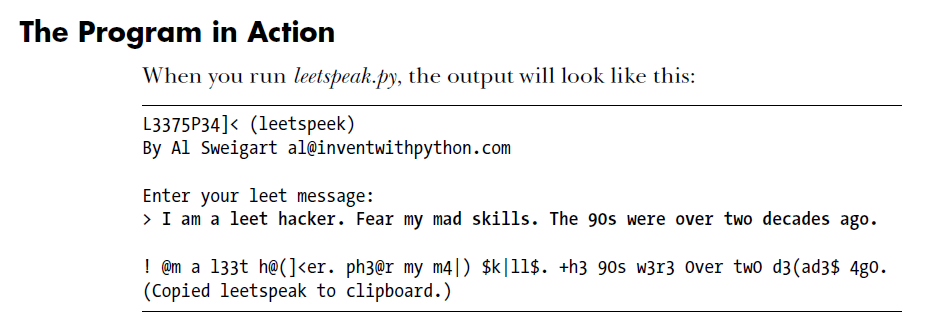 The Program in Action
When you run leetspeak.py, the output will look like this:
L3375P34]< (leetspeek)
By Al Sweigart al@inventwithpython.com
Enter your leet message:
> I am a leet hacker. Fear my mad skills. The 90s were over two decades ago.
! @m a l33t h@(]<er. ph3@r my m4|) $k|ll$. +h3 90s w3r3 0ver tw0 d3(ad3$ 4g0.
(Copied leetspeak to clipboard.)